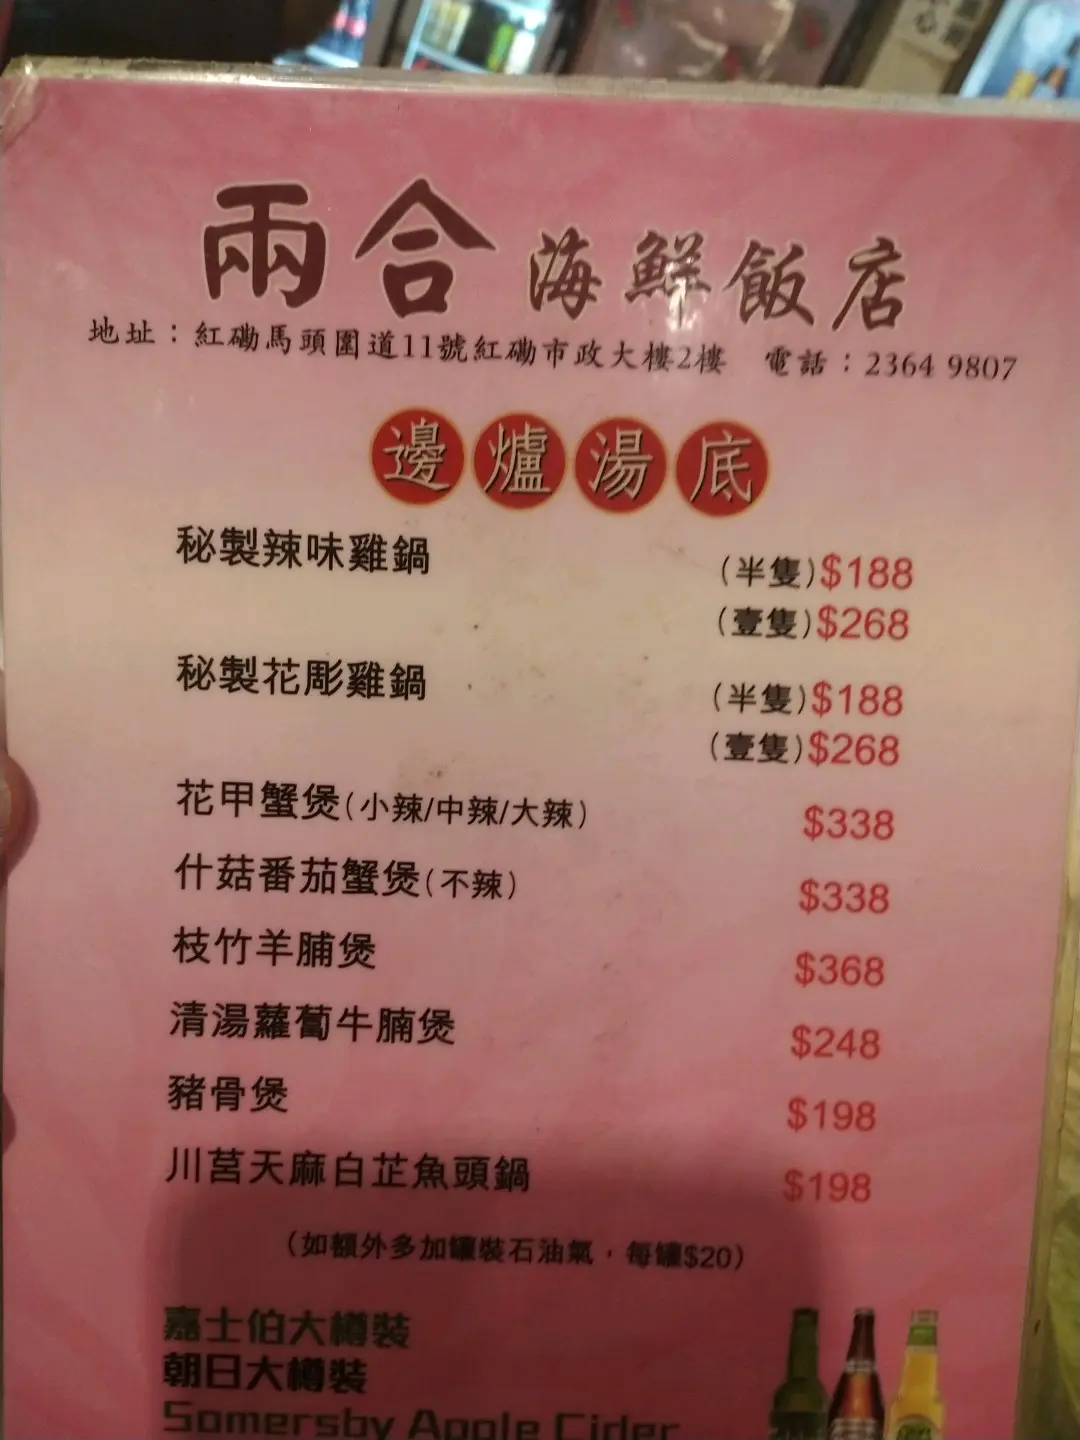 兩合海鮮飯店
地址：紅磡馬頭圍道11號紅磡市政大樓2樓 電話：2364 9807
邊爐湯底
秘製辣味雞鍋 (半隻)$188
(壹隻)$268
秘製花彫雞鍋 (半隻)$188
(壹隻)$268
花甲蟹煲(小辣/中辣/大辣) $338
什菇番茄蟹煲(不辣) $338
枝竹羊腩煲 $368
清湯蘿蔔牛腩煲 $248
豬骨煲 $198
川莒天麻白芷魚頭鍋 $198
(如額外多加罐裝石油氣，每罐$20)
嘉士伯大樽裝
朝日大樽裝
Somersby Apple Cider